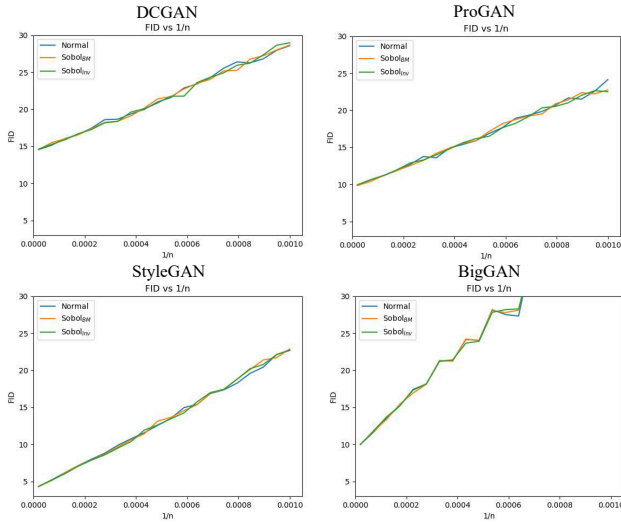 DCGAN
FID vs 1/n
30
25
20
15
10
5
FID
Normal
Sobol_BM
Sobol_Inv
0.0000 0.0002 0.0004 0.0006 0.0008 0.0010
1/n
ProGAN
FID vs 1/n
30
25
20
15
10
5
FID
Normal
Sobol_BM
Sobol_Inv
0.0000 0.0002 0.0004 0.0006 0.0008 0.0010
1/n
StyleGAN
FID vs 1/n
30
25
20
15
10
5
FID
Normal
Sobol_BM
Sobol_Inv
0.0000 0.0002 0.0004 0.0006 0.0008 0.0010
1/n
BigGAN
FID vs 1/n
30
25
20
15
10
5
FID
Normal
Sobol_BM
Sobol_Inv
0.0000 0.0002 0.0004 0.0006 0.0008 0.0010
1/n